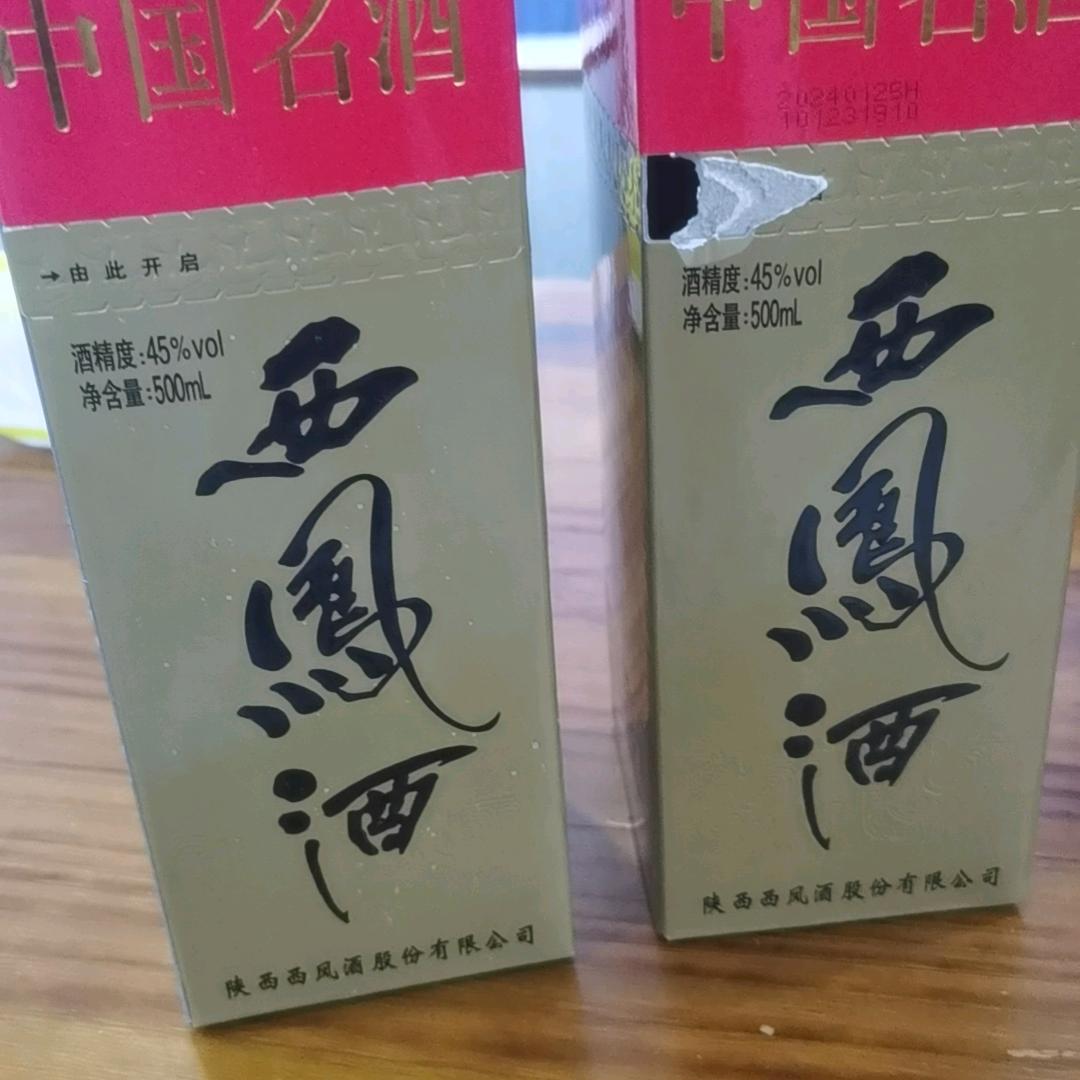 中国名酒
→由此开启
酒精度:45%vol
净含量:500mL
西鳳酒
陕西西凤酒股份有限公司
中国名酒
20240125H
101231910
酒精度:45%vol
净含量:500mL
西鳳酒
陕西西凤酒股份有限公司